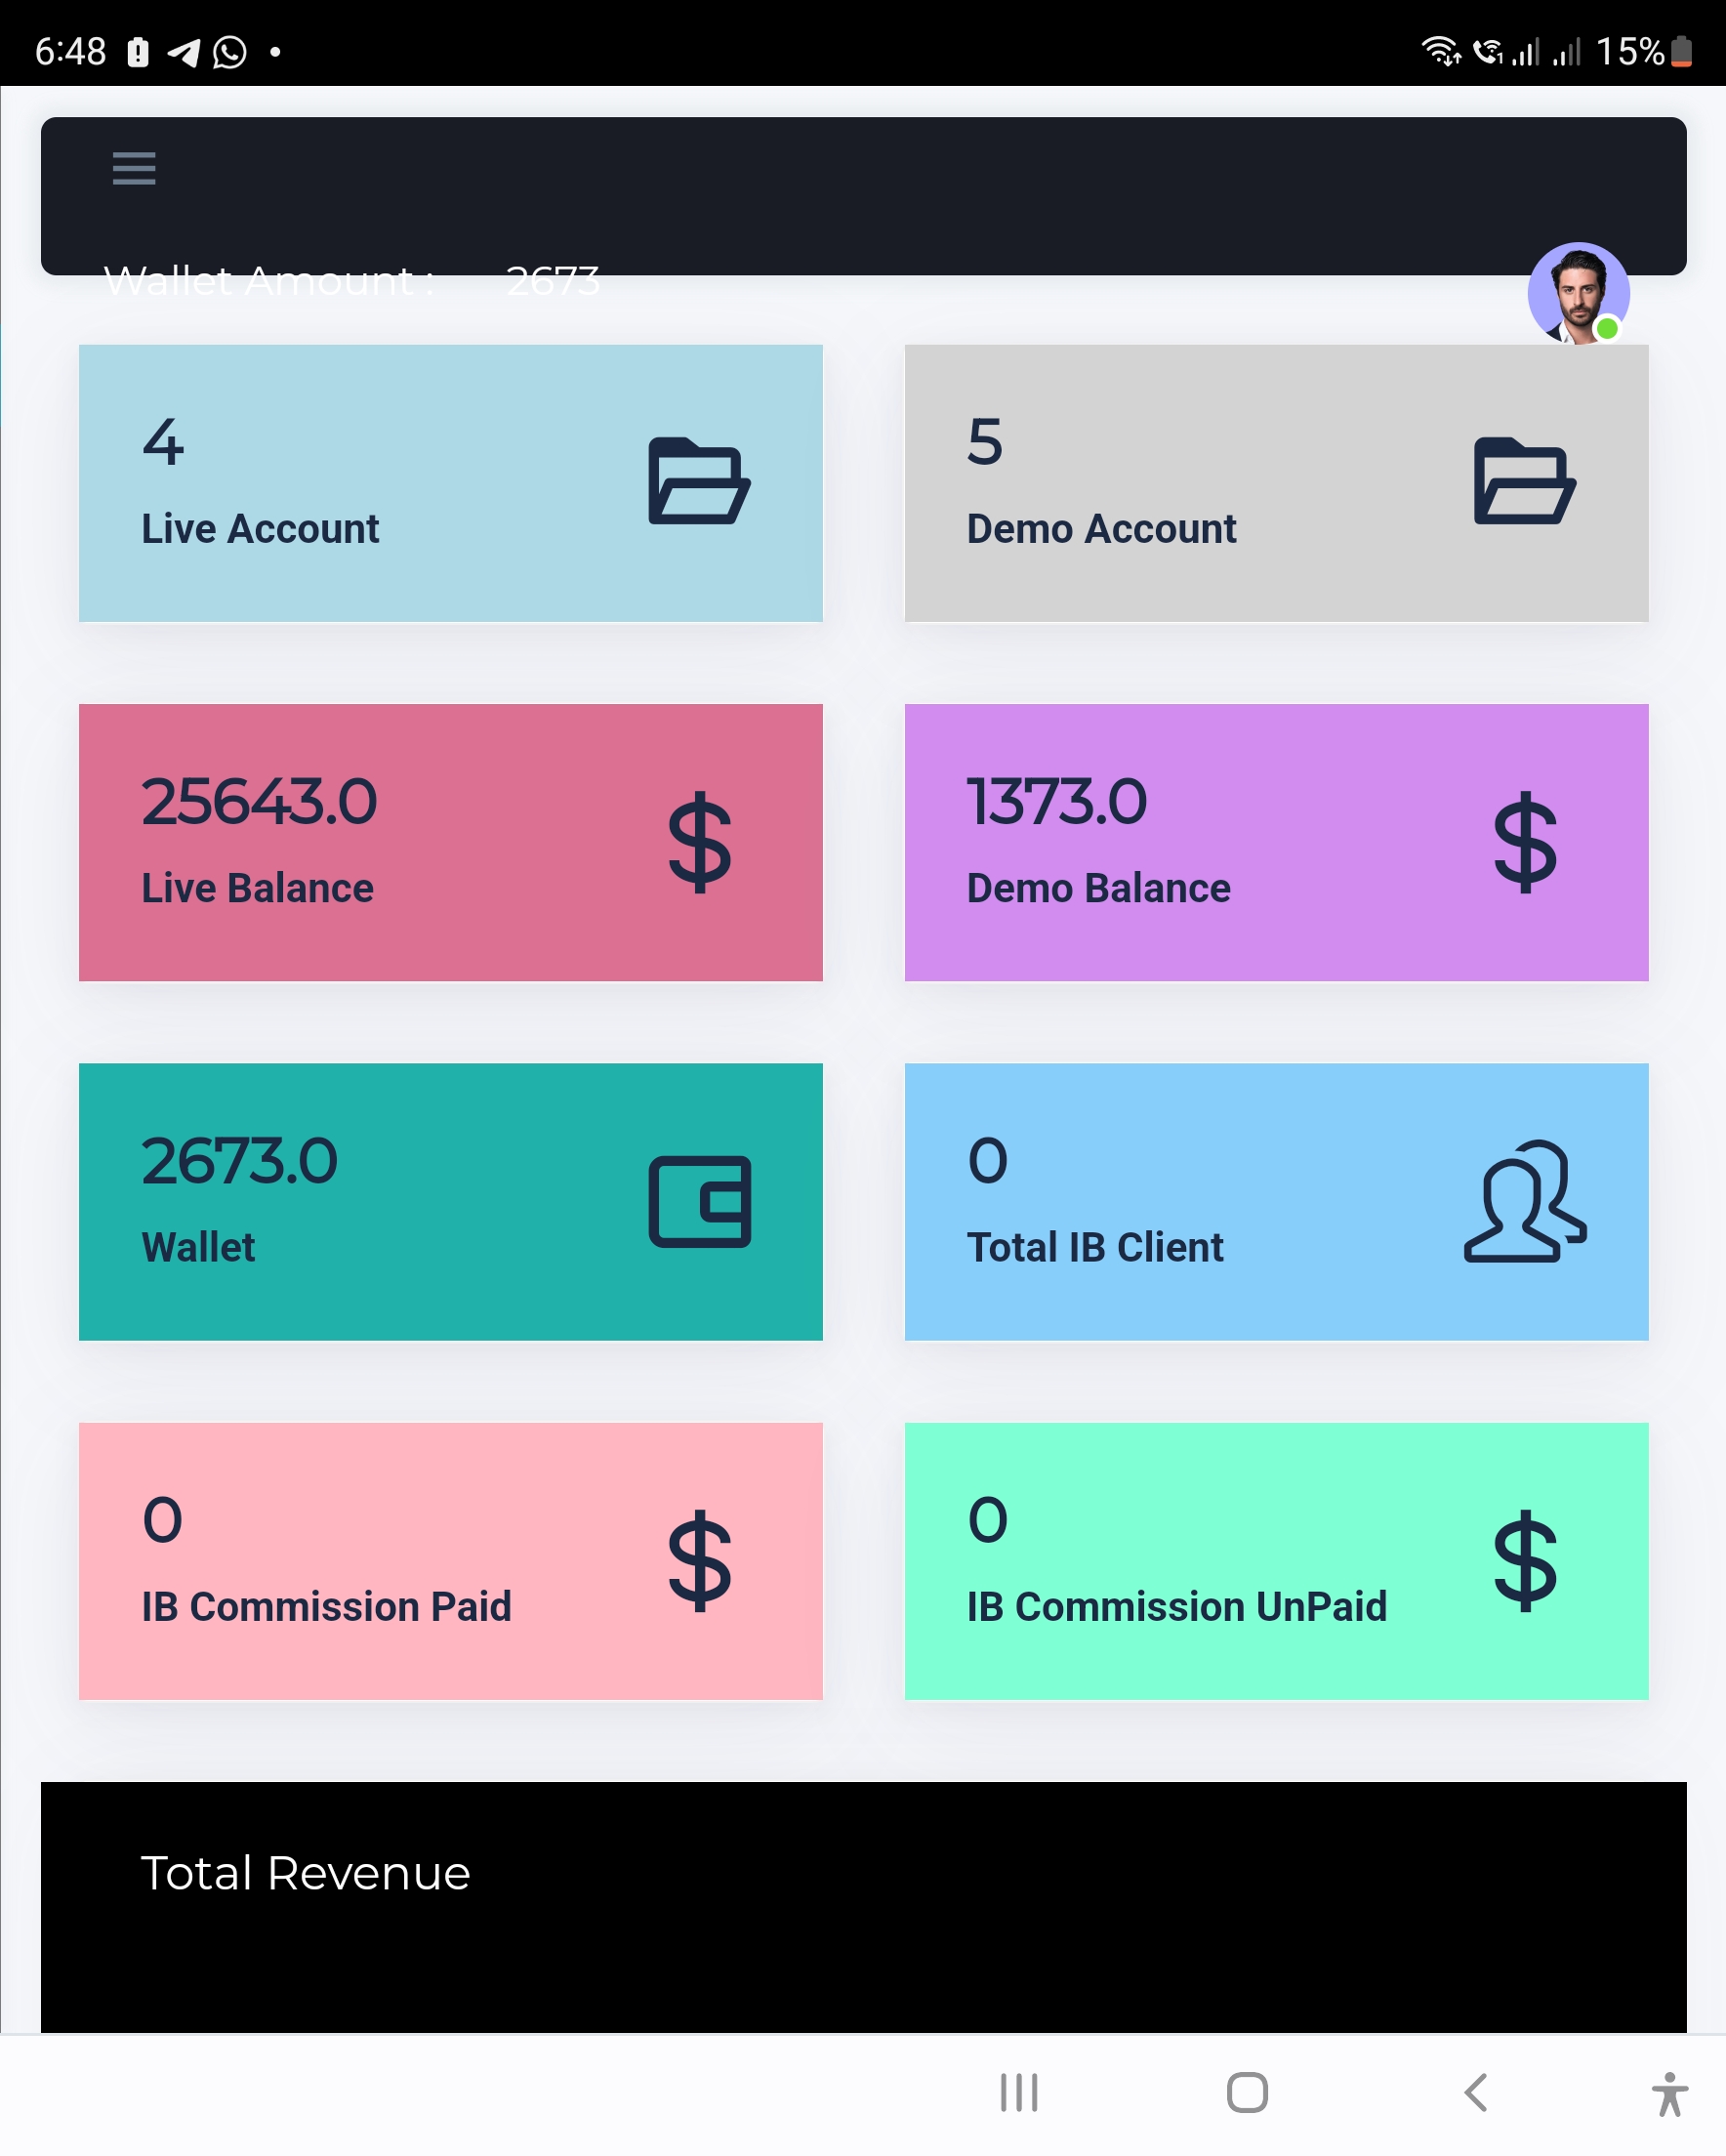 6:48 15%
Wallet Amount : 2673
4
Live Account
5
Demo Account
25643.0
Live Balance
1373.0
Demo Balance
2673.0
Wallet
0
Total IB Client
0
IB Commission Paid
0
IB Commission UnPaid
Total Revenue